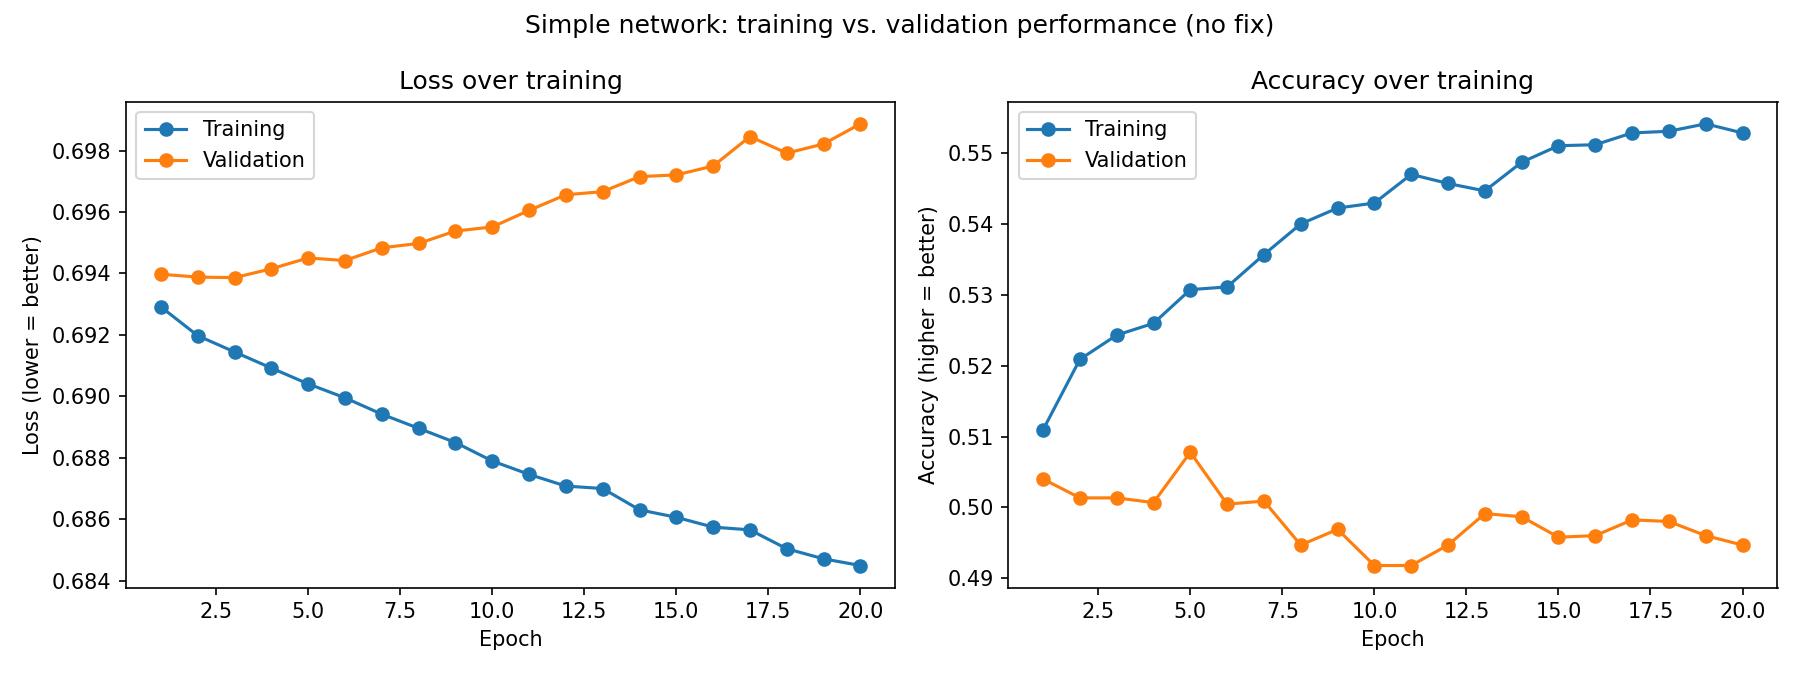 Simple network: training vs. validation performance (no fix)
Loss over training
Training
Validation
0.698
0.696
0.694
0.692
0.690
0.688
0.686
0.684
Loss (lower = better)
2.5 5.0 7.5 10.0 12.5 15.0 17.5 20.0
Epoch
Accuracy over training
Training
Validation
0.55
0.54
0.53
0.52
0.51
0.50
0.49
Accuracy (higher = better)
2.5 5.0 7.5 10.0 12.5 15.0 17.5 20.0
Epoch